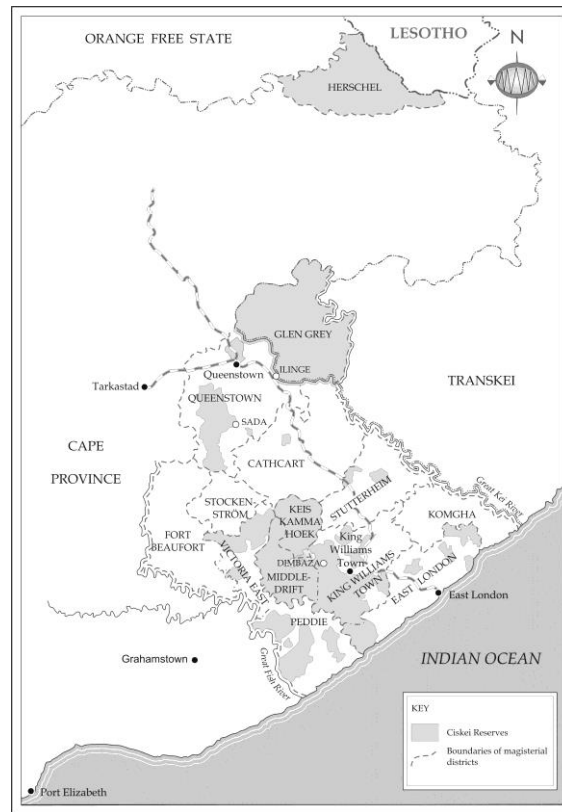 ORANGE FREE STATE
LESOTHO
N
HERSCHEL
GLEN GREY
ILINGE
Queenstown
Tarkastad
QUEENSTOWN
TRANSKEI
SADA
CAPE
PROVINCE
CATHCART
Great Kei River
STUTTERHEIM
STOCKEN
STRÖM
KEIS
KAMMA
HOEK
KOMGHA
FORT
BEAUFORT
King
Williams
Town
VICTORIA EAST
DIMBAZA
MIDDLE-
DRIFT
KING WILLIAMS
TOWN
EAST LONDON
East London
PEDDIE
Grahamstown
Great Fish River
INDIAN OCEAN
KEY
Ciskei Reserves
Boundaries of magisterial
districts
Port Elizabeth